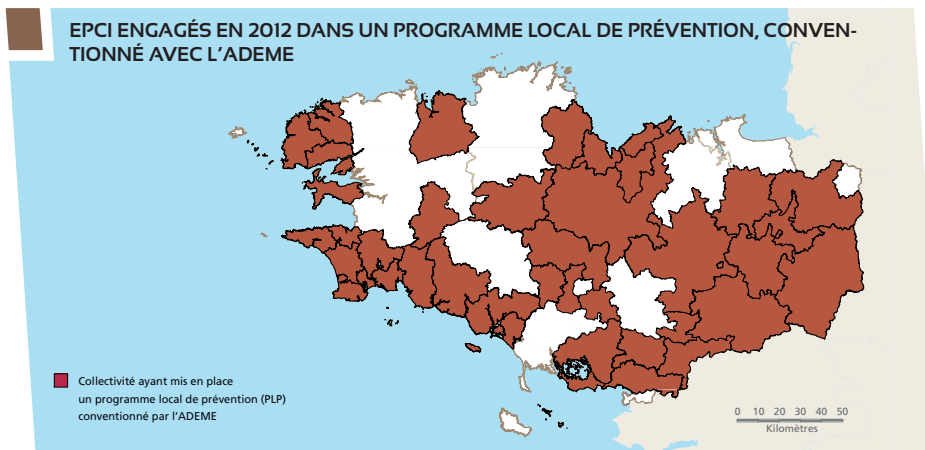 EPCI ENGAGÉS EN 2012 DANS UN PROGRAMME LOCAL DE PRÉVENTION, CONVEN-
TIONNÉ AVEC L'ADEME
Collectivité ayant mis en place
un programme local de prévention (PLP)
conventionné par l'ADEME
0 10 20 30 40 50
Kilomètres